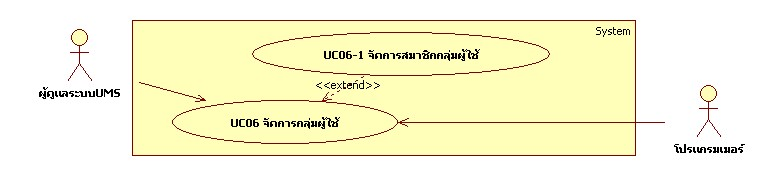 System
UC06-1 จัดการสมาชิกกลุ่มผู้ใช้
<<extend>>
ผู้ดูแลระบบUMS
UC06 จัดการกลุ่มผู้ใช้
โปรแกรมเมอร์